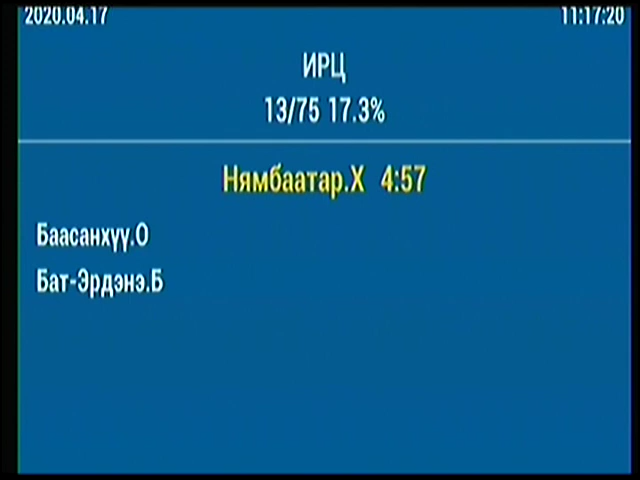 2020.04.17 11:17:20
ИРЦ
13/75 17.3%
Нямбаатар.Х 4:57
Баасанхүү.О
Бат-Эрдэнэ.Б